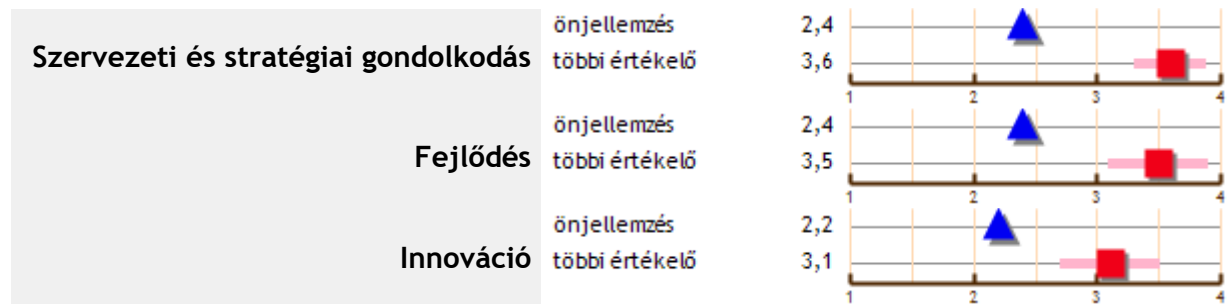 önjellemzés 2,4
Szervezeti és stratégiai gondolkodás többi értékelő 3,6
1 2 3 4
önjellemzés 2,4
Fejlődés többi értékelő 3,5
1 2 3 4
önjellemzés 2,2
Innováció többi értékelő 3,1
1 2 3 4